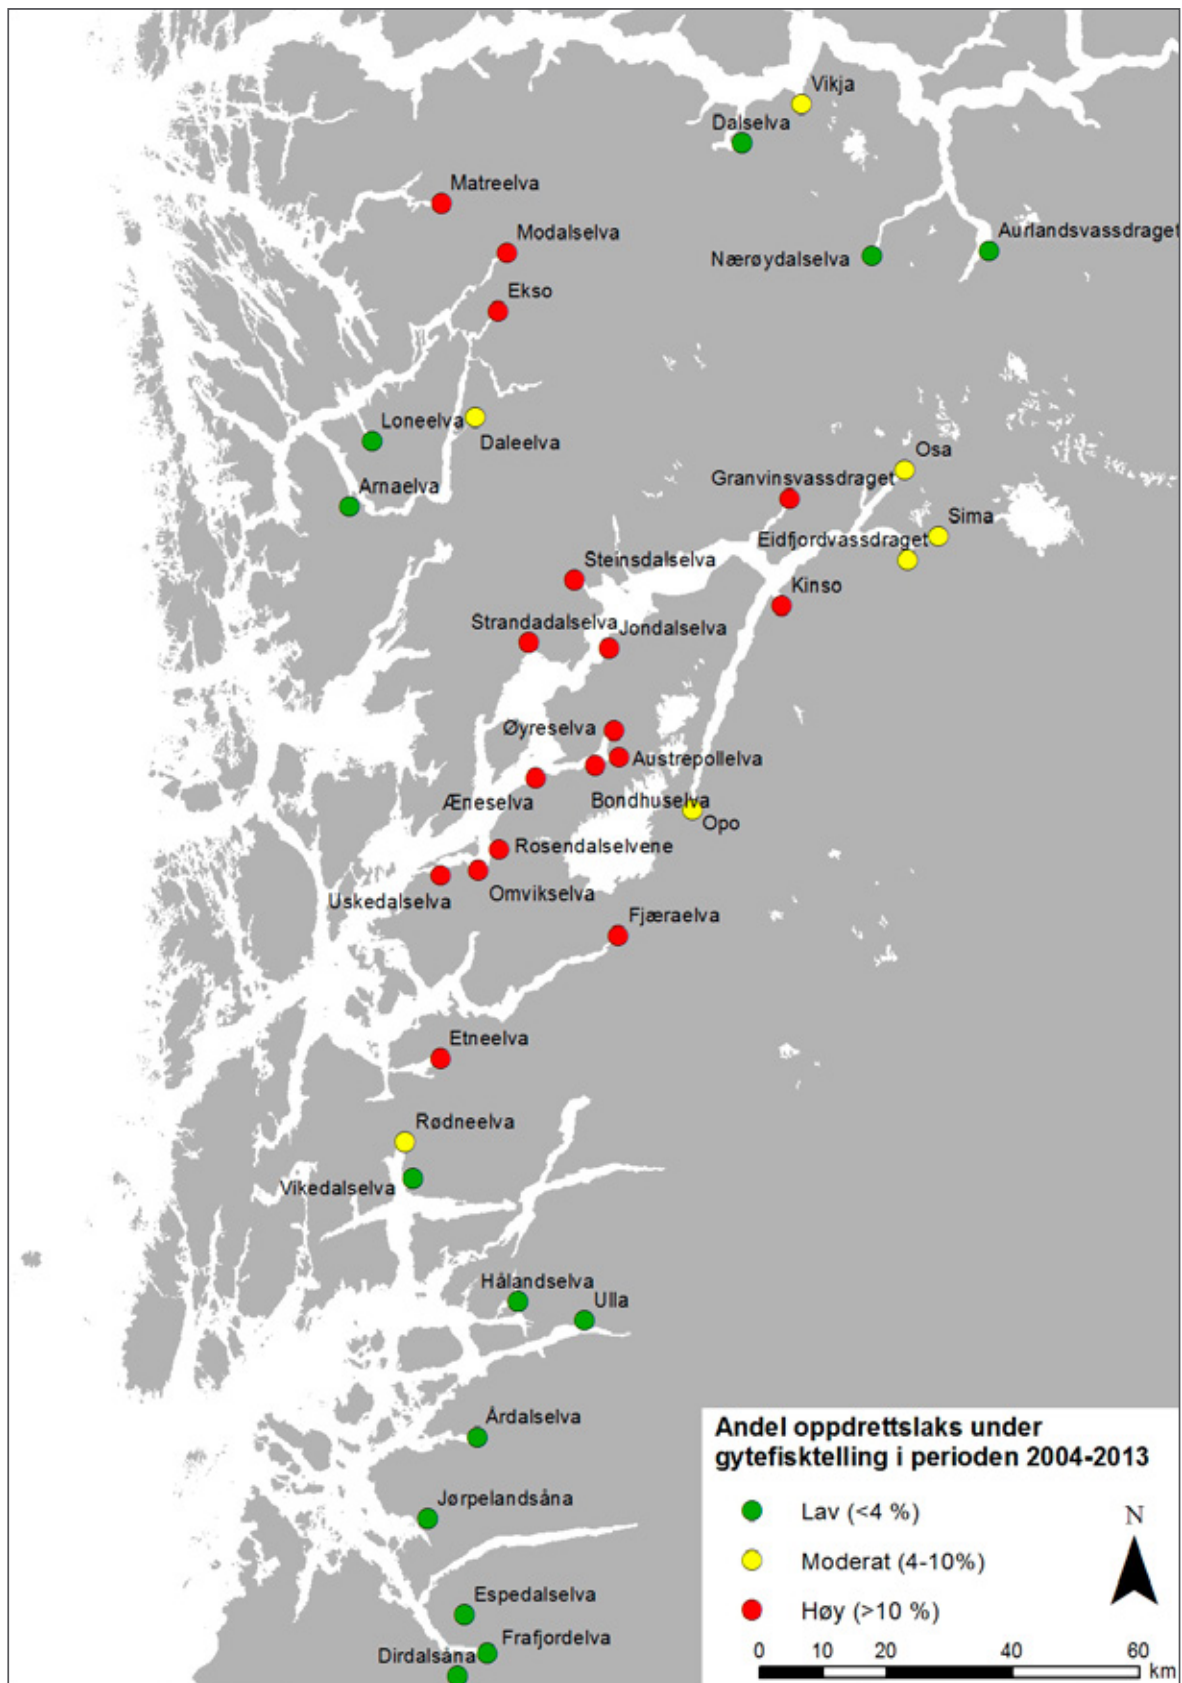 Vikja
Dalselva
Matreelva
Modalselva
Aurlandsvassdraget
Nærøydalselva
Ekso
Loneelva
Daleelva
Osa
Granvinsvassdraget
Arnaelva
Sima
Eidfjordvassdraget
Steinsdalselva
Kinso
Strandadalselva
Jondalselva
Øyreselva
Austrepollelva
Æneselva
Bondhuselva
Opo
Rosendalselvene
Omvikselva
Uskedalselva
Fjæraelva
Etneelva
Rødneelva
Vikedalselva
Hålandselva
Ulla
Årdalselva
Jørpelandsåna
Espedalselva
Frafjordelva
Dirdalsåna
Andel oppdrettslaks under
gytefisktelling i perioden 2004-2013
Lav (<4 %)
Moderat (4-10%)
Høy (>10 %)
N
0 10 20 40 60
km